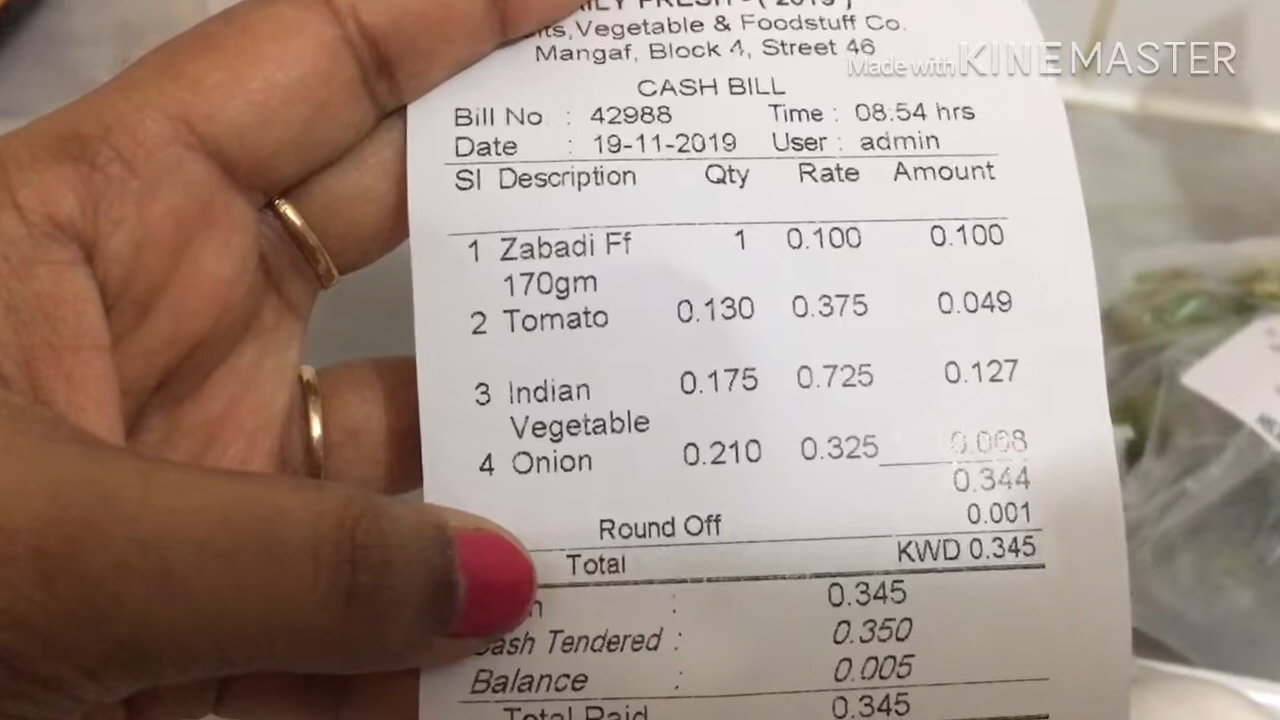 FRESH - ( 2019 )
Vegetable & Foodstuff Co.
Mangaf, Block 4, Street 46
Made with KINEMASTER
CASH BILL
Bill No : 42988 Time : 08:54 hrs
Date : 19-11-2019 User : admin
Sl Description Qty Rate Amount
1 Zabadi Ff 1 0.100 0.100
170gm
2 Tomato 0.130 0.375 0.049
3 Indian 0.175 0.725 0.127
Vegetable
4 Onion 0.210 0.325 0.068
0.344
Round Off 0.001
Total KWD 0.345
: 0.345
Cash Tendered : 0.350
Balance : 0.005
Total Paid 0.345